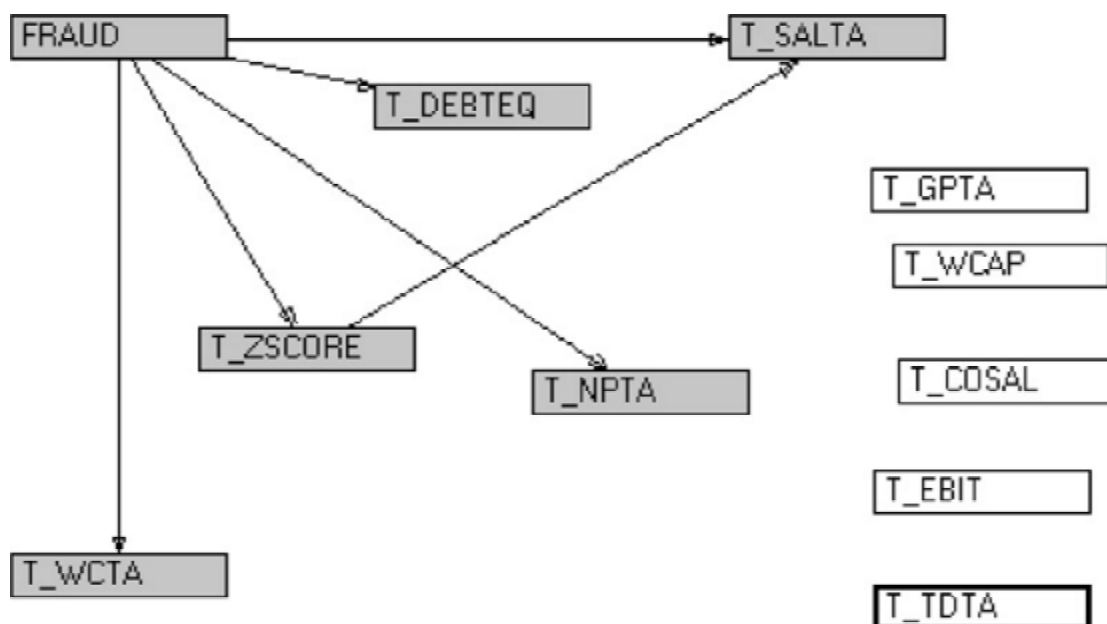 FRAUD
T_SALTA
T_DEBTEQ
T_GPTA
T_WCAP
T_ZSCORE
T_NPTA
T_COSAL
T_EBIT
T_WCTA
T_TDTA